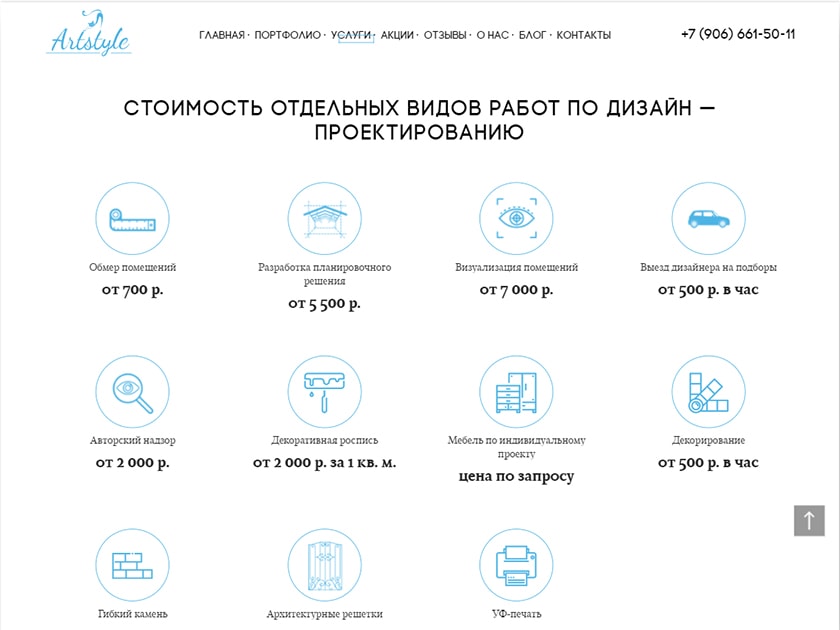 Artstyle
ГЛАВНАЯ · ПОРТФОЛИО · УСЛУГИ · АКЦИИ · ОТЗЫВЫ · О НАС · БЛОГ · КОНТАКТЫ
+7 (906) 661-50-11
СТОИМОСТЬ ОТДЕЛЬНЫХ ВИДОВ РАБОТ ПО ДИЗАЙН —
ПРОЕКТИРОВАНИЮ
Обмер помещений
от 700 р.
Разработка планировочного
решения
от 5 500 р.
Визуализация помещений
от 7 000 р.
Выезд дизайнера на подборы
от 500 р. в час
Авторский надзор
от 2 000 р.
Декоративная роспись
от 2 000 р. за 1 кв. м.
Мебель по индивидуальному
проекту
цена по запросу
Декорирование
от 500 р. в час
Гибкий камень
Архитектурные решетки
УФ-печать